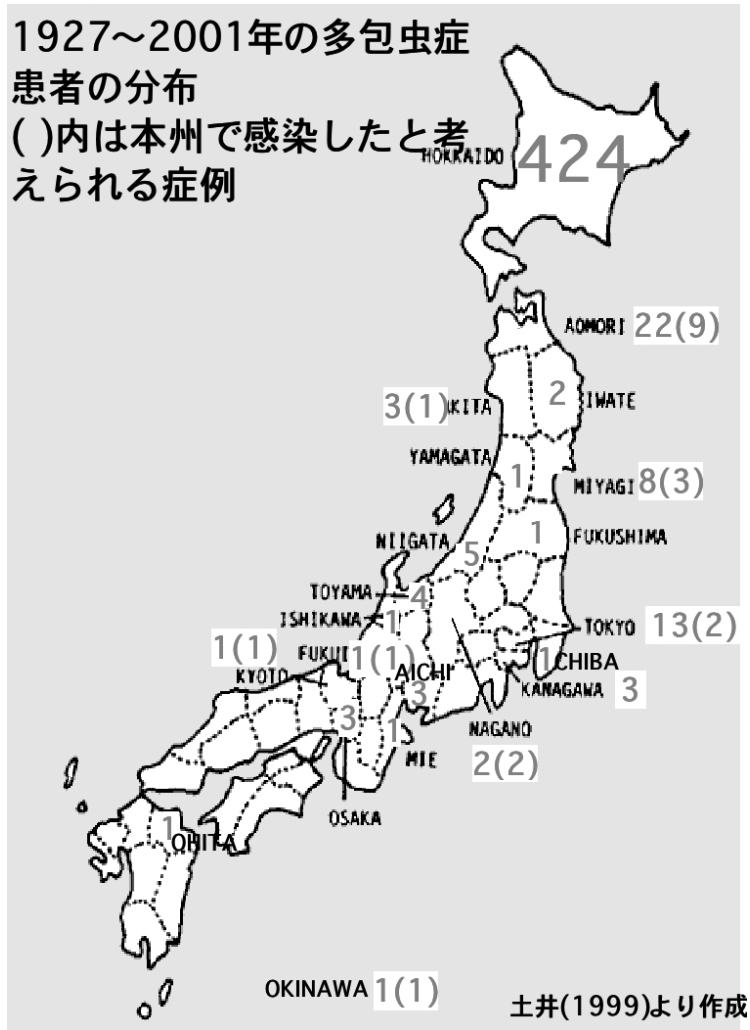 1927～2001年の多包虫症
患者の分布
( )内は本州で感染したと考
えられる症例
HOKKAIDO 424
AOMORI 22(9)
2 IWATE
3(1) KITA
YAMAGATA 1
MIYAGI 8(3)
1 FUKUSHIMA
NIIGATA 5
TOYAMA 4
ISHIKAWA 1
TOKYO 13(2)
1(1) FUKUI 1(1)
1 CHIBA
KYOTO
AICHI
3
KANAGAWA 3
3
1
NAGANO
2(2)
MIE
OSAKA
1
OHITA
OKINAWA 1(1)
土井(1999)より作成